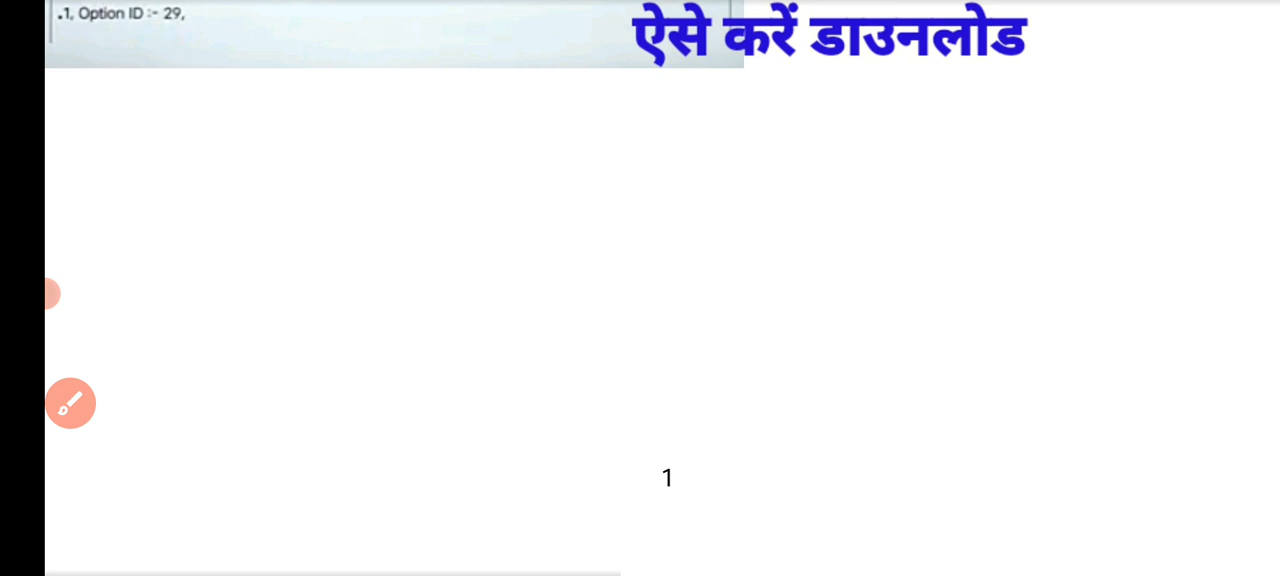 .1, Option ID :- 29,
ऐसे करें डाउनलोड
1